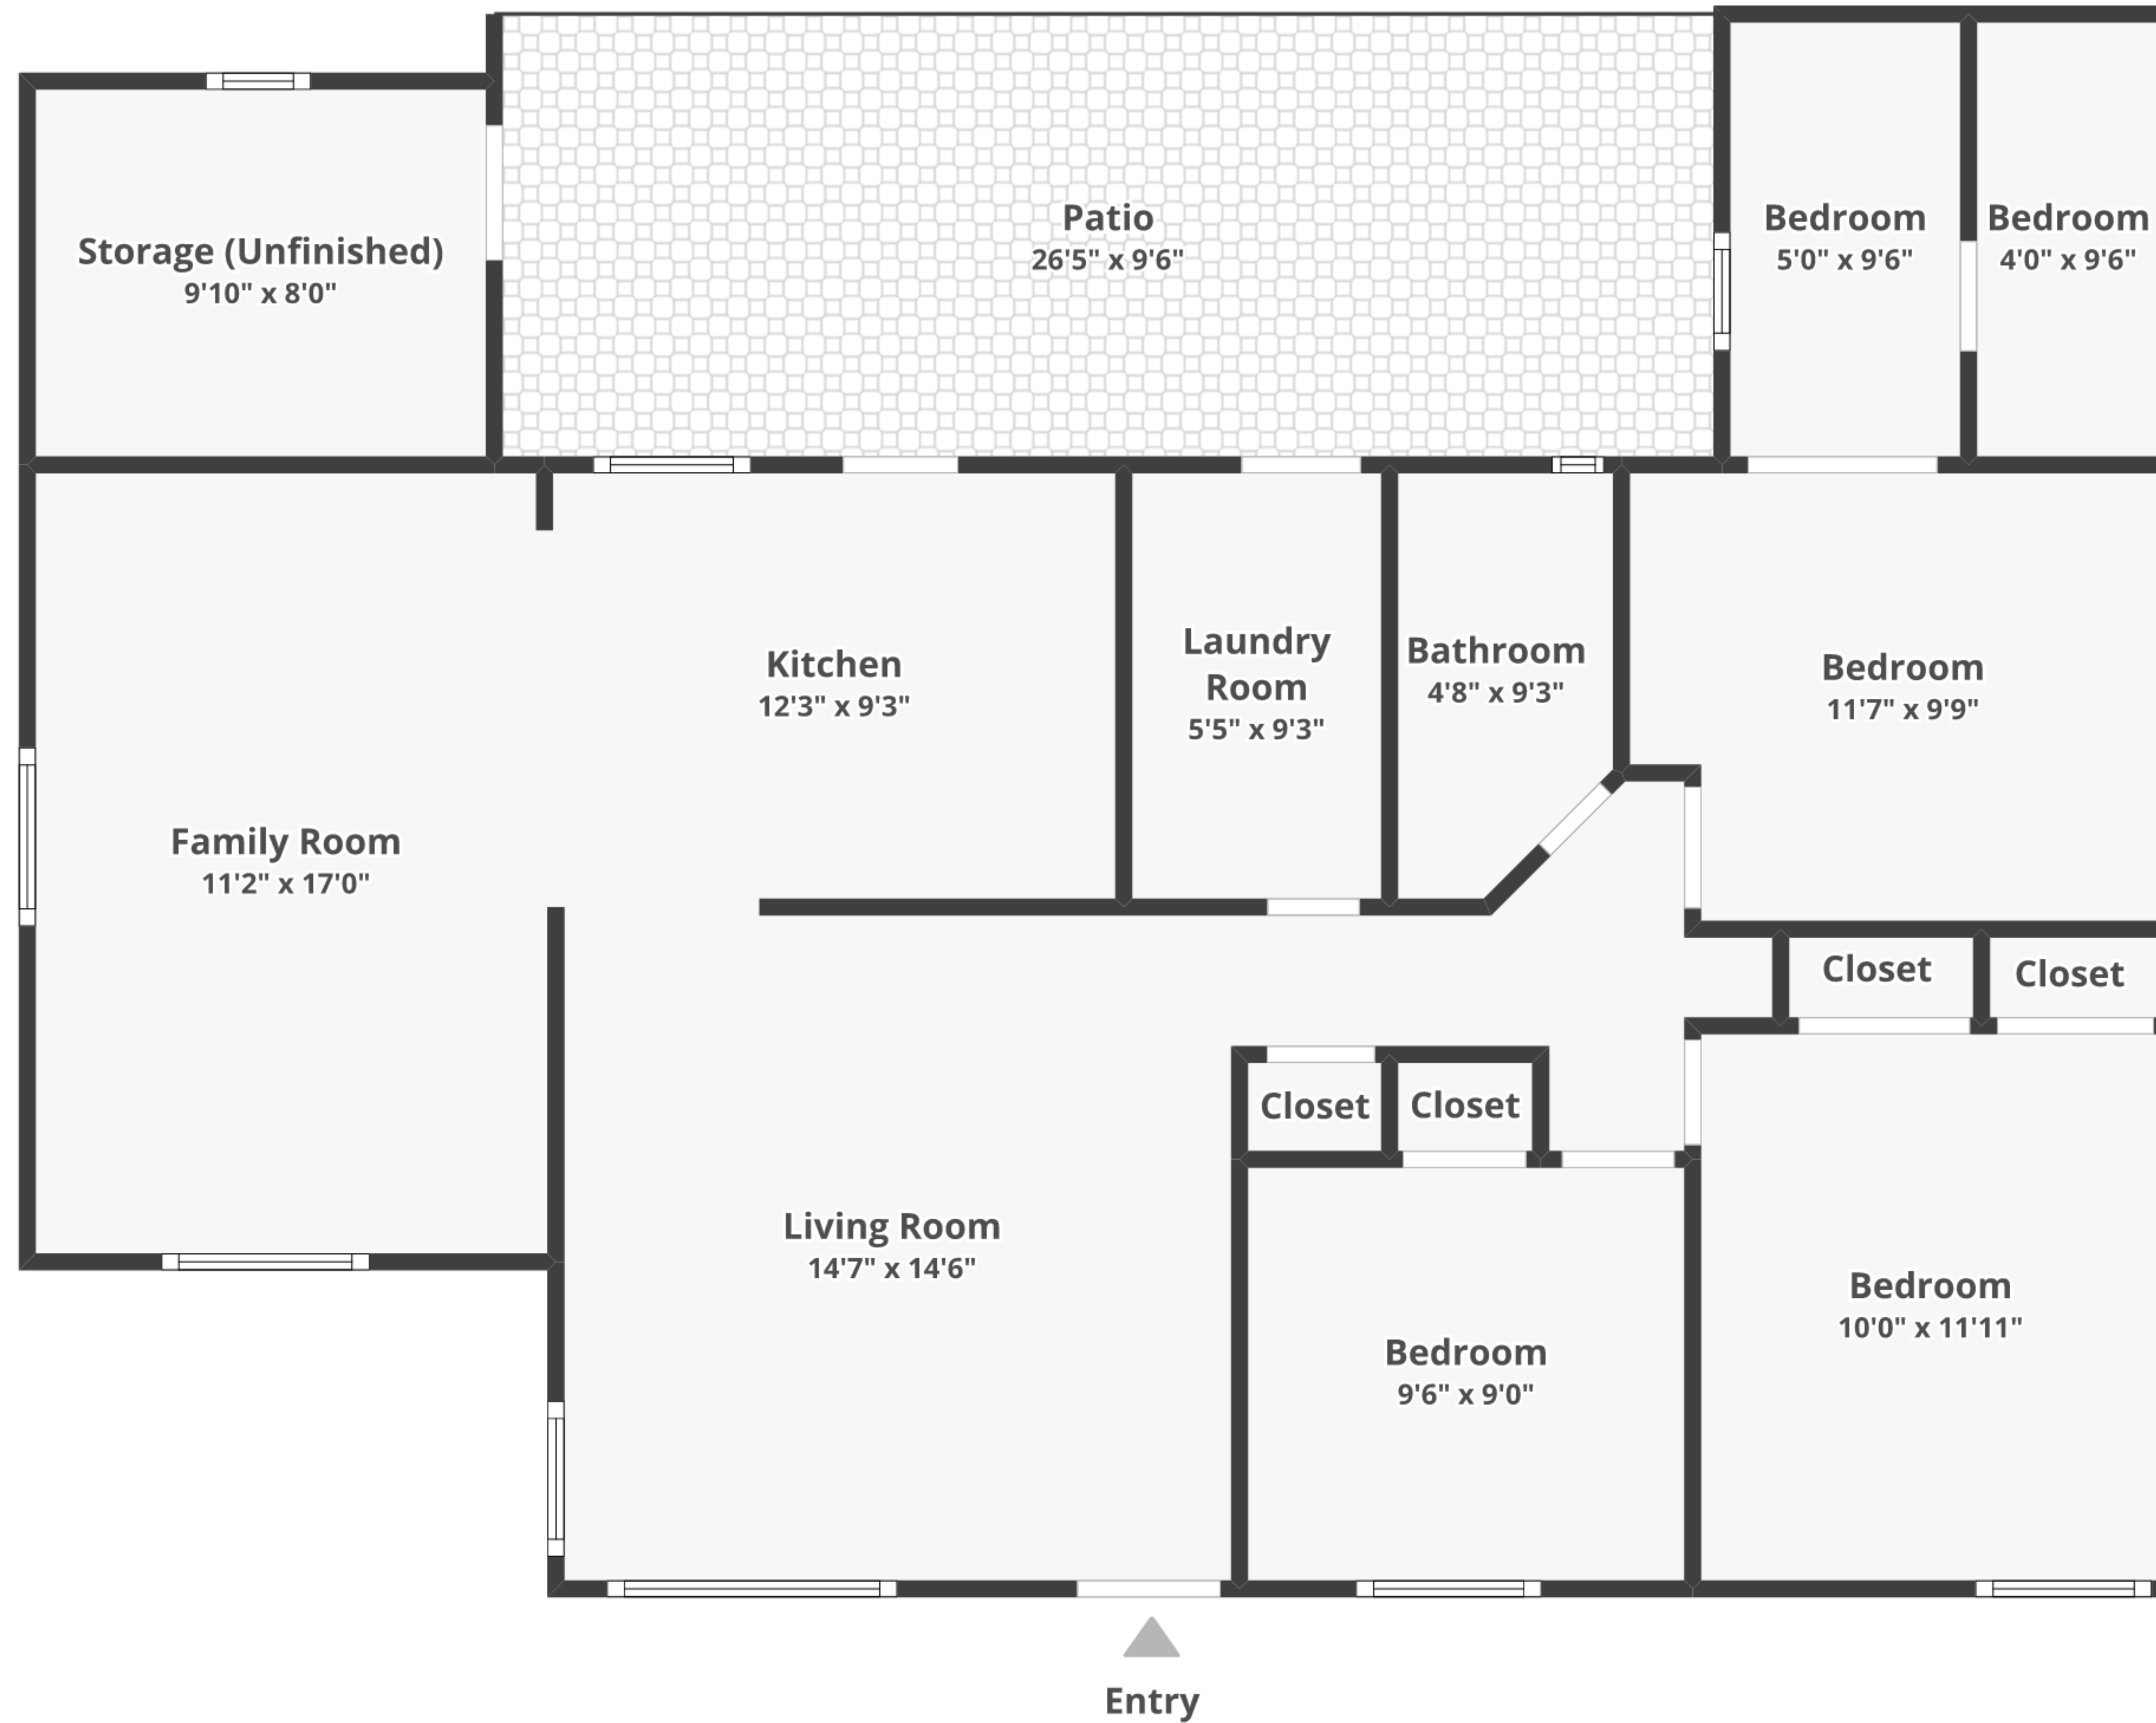 Storage (Unfinished)
9'10" x 8'0"
Patio
26'5" x 9'6"
Bedroom
5'0" x 9'6"
Bedroom
4'0" x 9'6"
Kitchen
12'3" x 9'3"
Laundry
Room
5'5" x 9'3"
Bathroom
4'8" x 9'3"
Bedroom
11'7" x 9'9"
Family Room
11'2" x 17'0"
Closet
Closet
Closet
Closet
Living Room
14'7" x 14'6"
Bedroom
9'6" x 9'0"
Bedroom
10'0" x 11'11"
Entry